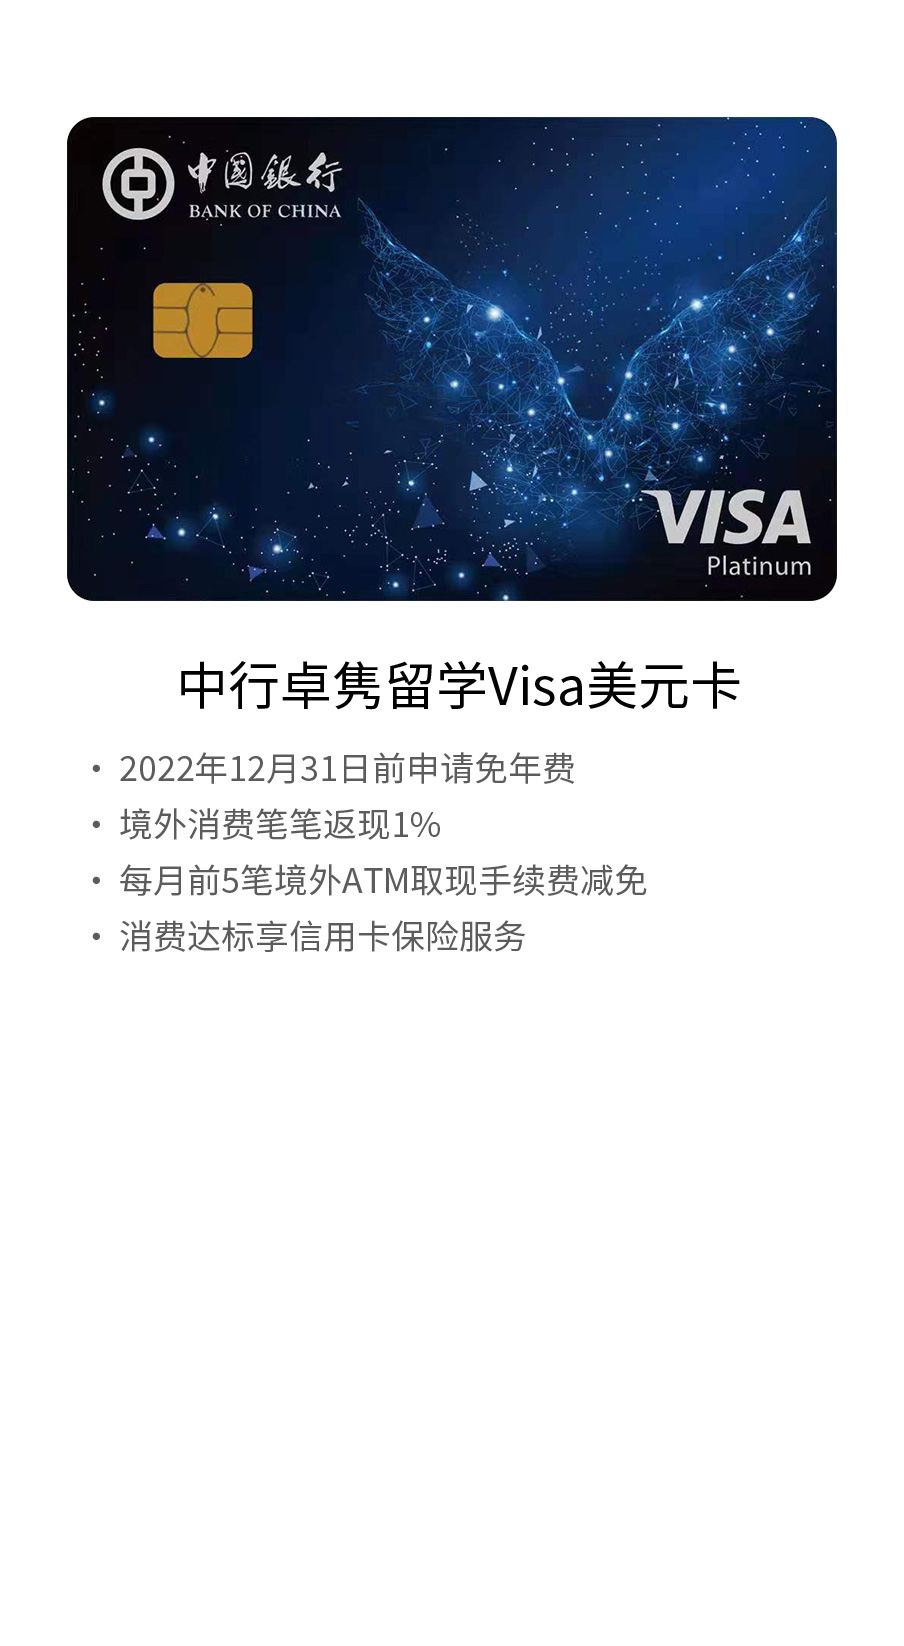 中國銀行
BANK OF CHINA
VISA
Platinum
中行卓隽留学Visa美元卡
· 2022年12月31日前申请免年费
· 境外消费笔笔返现1%
· 每月前5笔境外ATM取现手续费减免
· 消费达标享信用卡保险服务